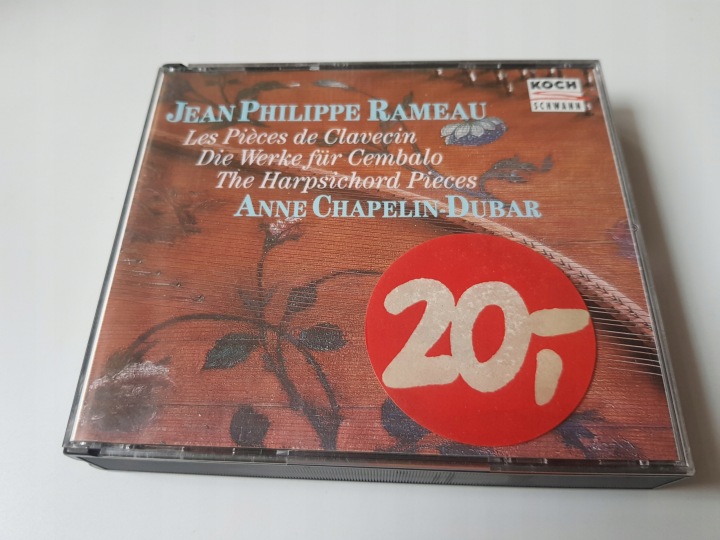 JEAN PHILIPPE RAMEAU
Les Pièces de Clavecin
Die Werke für Cembalo
The Harpsichord Pieces
ANNE CHAPELIN-DUBAR
KOCH
SCHWANN
20,-